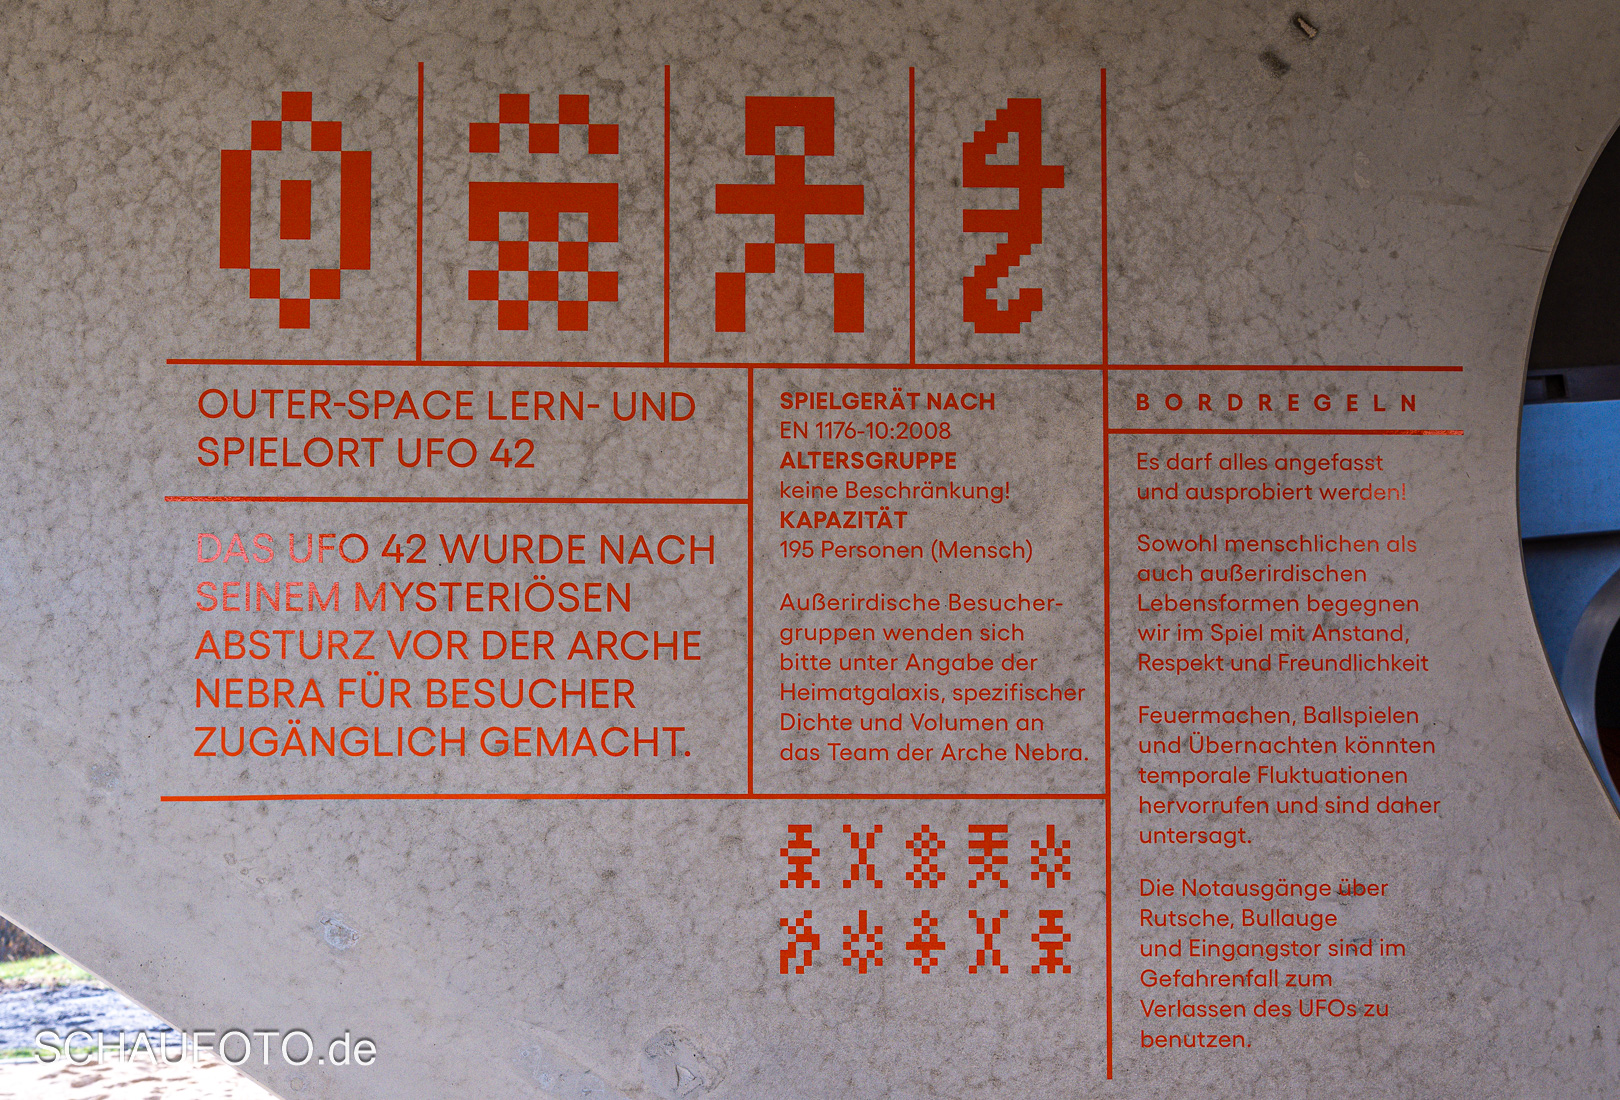 OUTER-SPACE LERN- UND
SPIELORT UFO 42
DAS UFO 42 WURDE NACH
SEINEM MYSTERIÖSEN
ABSTURZ VOR DER ARCHE
NEBRA FÜR BESUCHER
ZUGÄNGLICH GEMACHT.
SPIELGERÄT NACH
EN 1176-10:2008
ALTERSGRUPPE
keine Beschränkung!
KAPAZITÄT
195 Personen (Mensch)
Außerirdische Besucher-
gruppen wenden sich
bitte unter Angabe der
Heimatgalaxis, spezifischer
Dichte und Volumen an
das Team der Arche Nebra.
BORDREGELN
Es darf alles angefasst
und ausprobiert werden!
Sowohl menschlichen als
auch außerirdischen
Lebensformen begegnen
wir im Spiel mit Anstand,
Respekt und Freundlichkeit
Feuermachen, Ballspielen
und Übernachten könnten
temporale Fluktuationen
hervorrufen und sind daher
untersagt.
Die Notausgänge über
Rutsche, Bullauge
und Eingangstor sind im
Gefahrenfall zum
Verlassen des UFOs zu
benutzen.
SCHAUFOTO.de